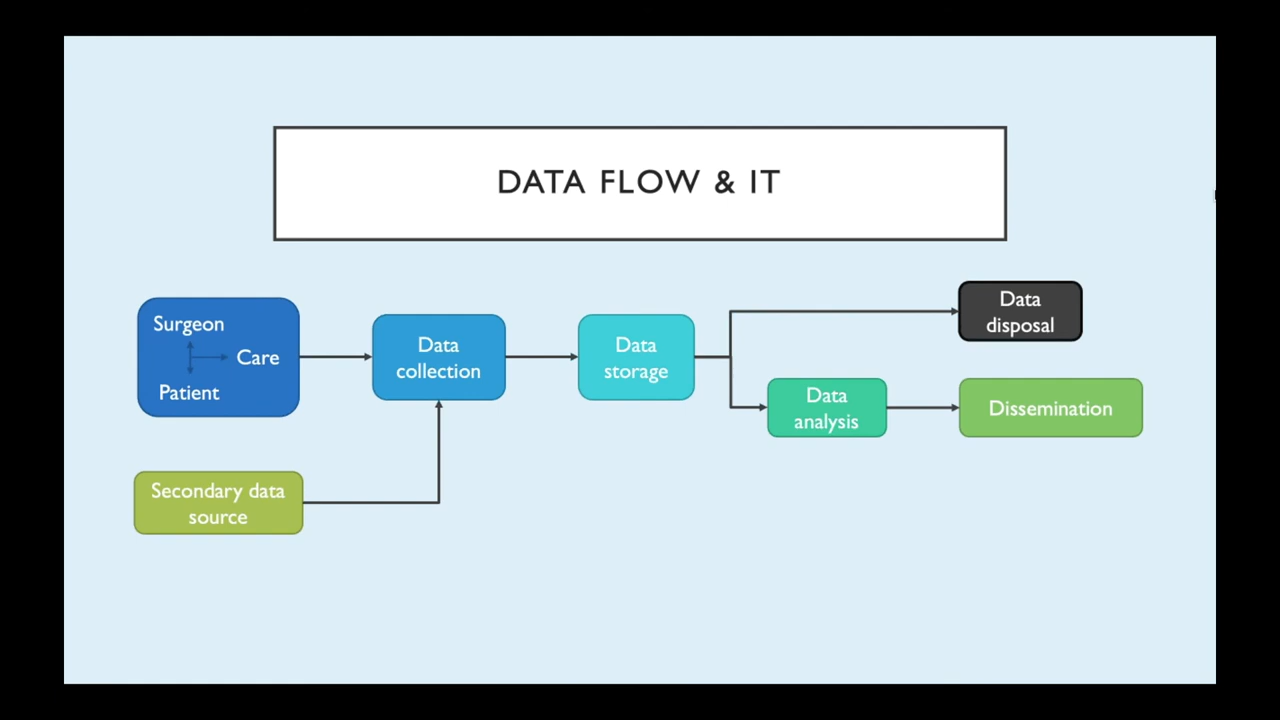 DATA FLOW & IT
Surgeon
Care
Patient
Data
collection
Data
storage
Data
disposal
Data
analysis
Dissemination
Secondary data
source